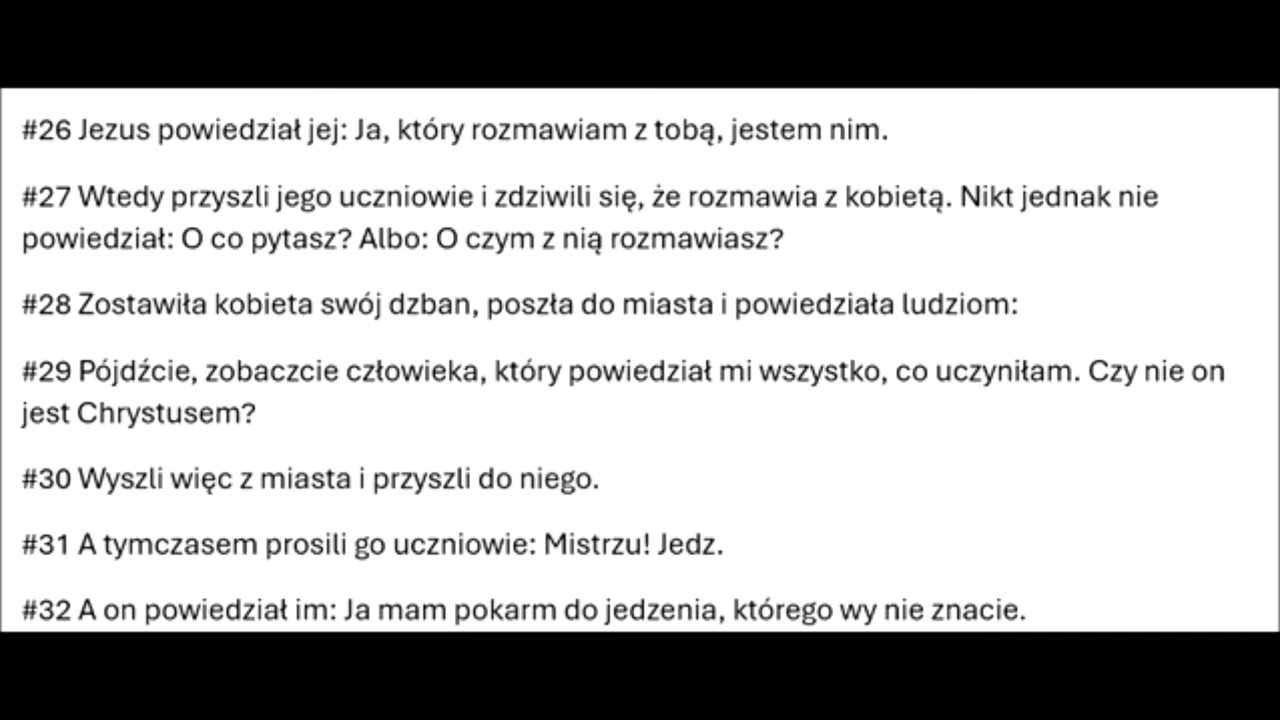 #26 Jezus powiedział jej: Ja, który rozmawiam z tobą, jestem nim.
#27 Wtedy przyszli jego uczniowie i zdziwili się, że rozmawia z kobietą. Nikt jednak nie
powiedział: O co pytasz? Albo: O czym z nią rozmawiasz?
#28 Zostawiła kobieta swój dzban, poszła do miasta i powiedziała ludziom:
#29 Pójdźcie, zobaczcie człowieka, który powiedział mi wszystko, co uczyniłam. Czy nie on
jest Chrystusem?
#30 Wyszli więc z miasta i przyszli do niego.
#31 A tymczasem prosili go uczniowie: Mistrzu! Jedz.
#32 A on powiedział im: Ja mam pokarm do jedzenia, którego wy nie znacie.